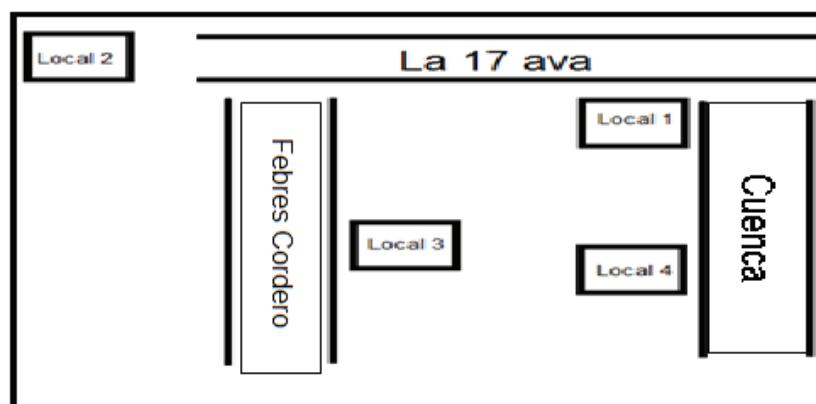 Local 2
La 17 ava
Local 1
Febres Cordero
Cuenca
Local 3
Local 4